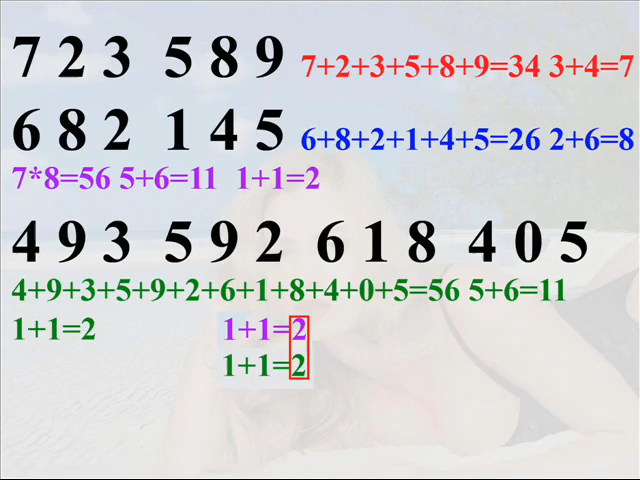 7 2 3 5 8 9 7+2+3+5+8+9=34 3+4=7
6 8 2 1 4 5 6+8+2+1+4+5=26 2+6=8
7*8=56 5+6=11 1+1=2
4 9 3 5 9 2 6 1 8 4 0 5
4+9+3+5+9+2+6+1+8+4+0+5=56 5+6=11
1+1=2 1+1=2
1+1=2